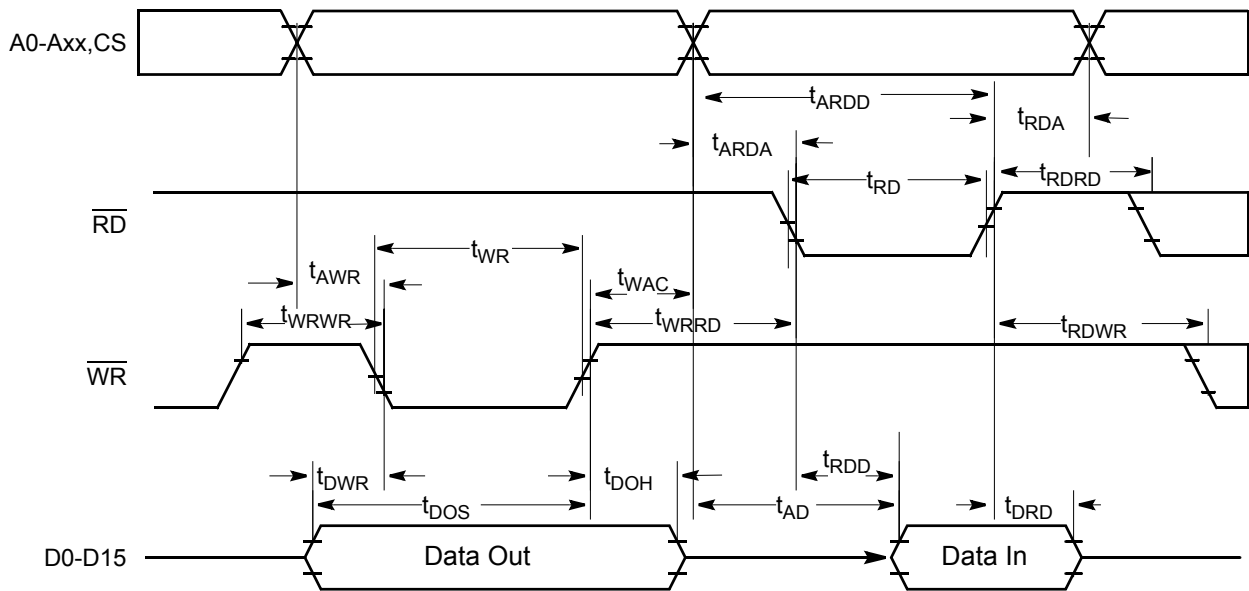 A0-Axx,CS
tARDD
tRDA
tARDA
tRD
tRDRD
RD
tWR
tAWR
tWAC
tWRWR
tWRRD
tRDWR
WR
tRDD
tDWR
tDOH
tDOS
tAD
tDRD
D0-D15
Data Out
Data In